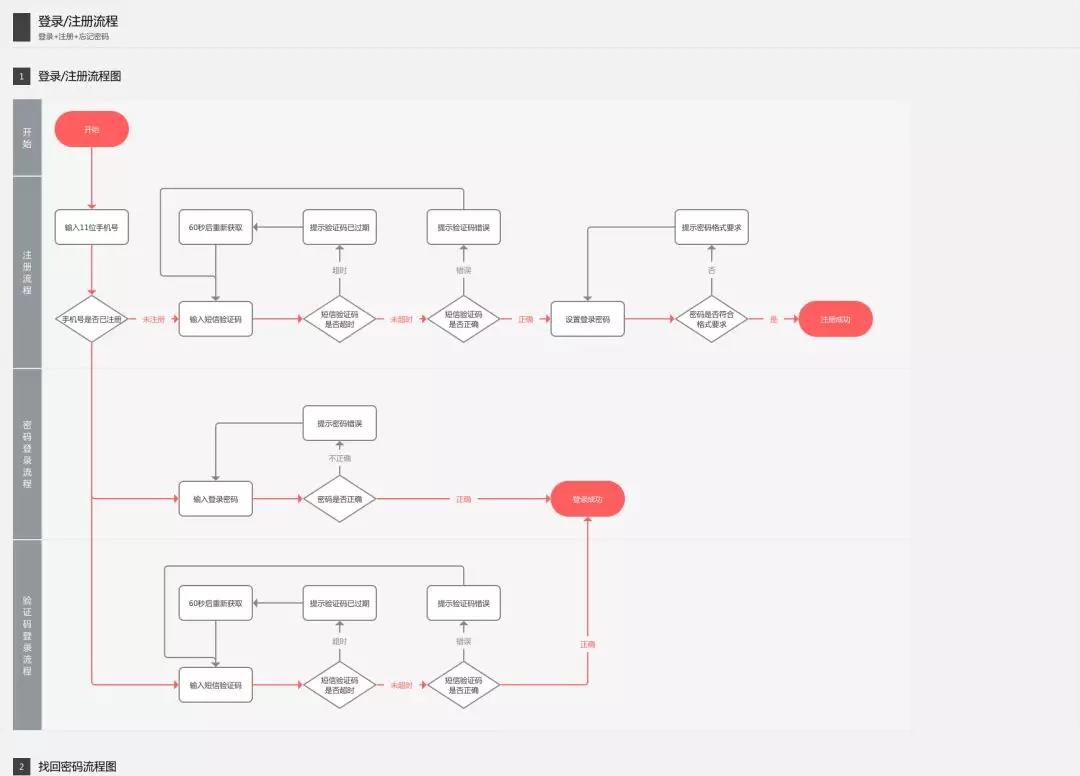 登录/注册流程
登录+注册+忘记密码
1 登录/注册流程图
开始
开始
注册流程
输入11位手机号
60秒后重新获取
提示验证码已过期
提示验证码错误
提示密码格式要求
超时
错误
否
手机号是否已注册
未注册
输入短信验证码
短信验证码
是否超时
未超时
短信验证码
是否正确
正确
设置登录密码
密码是否符合
格式要求
是
注册成功
密码登录流程
提示密码错误
不正确
输入登录密码
密码是否正确
正确
登录成功
验证码登录流程
60秒后重新获取
提示验证码已过期
提示验证码错误
超时
错误
正确
输入短信验证码
短信验证码
是否超时
未超时
短信验证码
是否正确
2 找回密码流程图